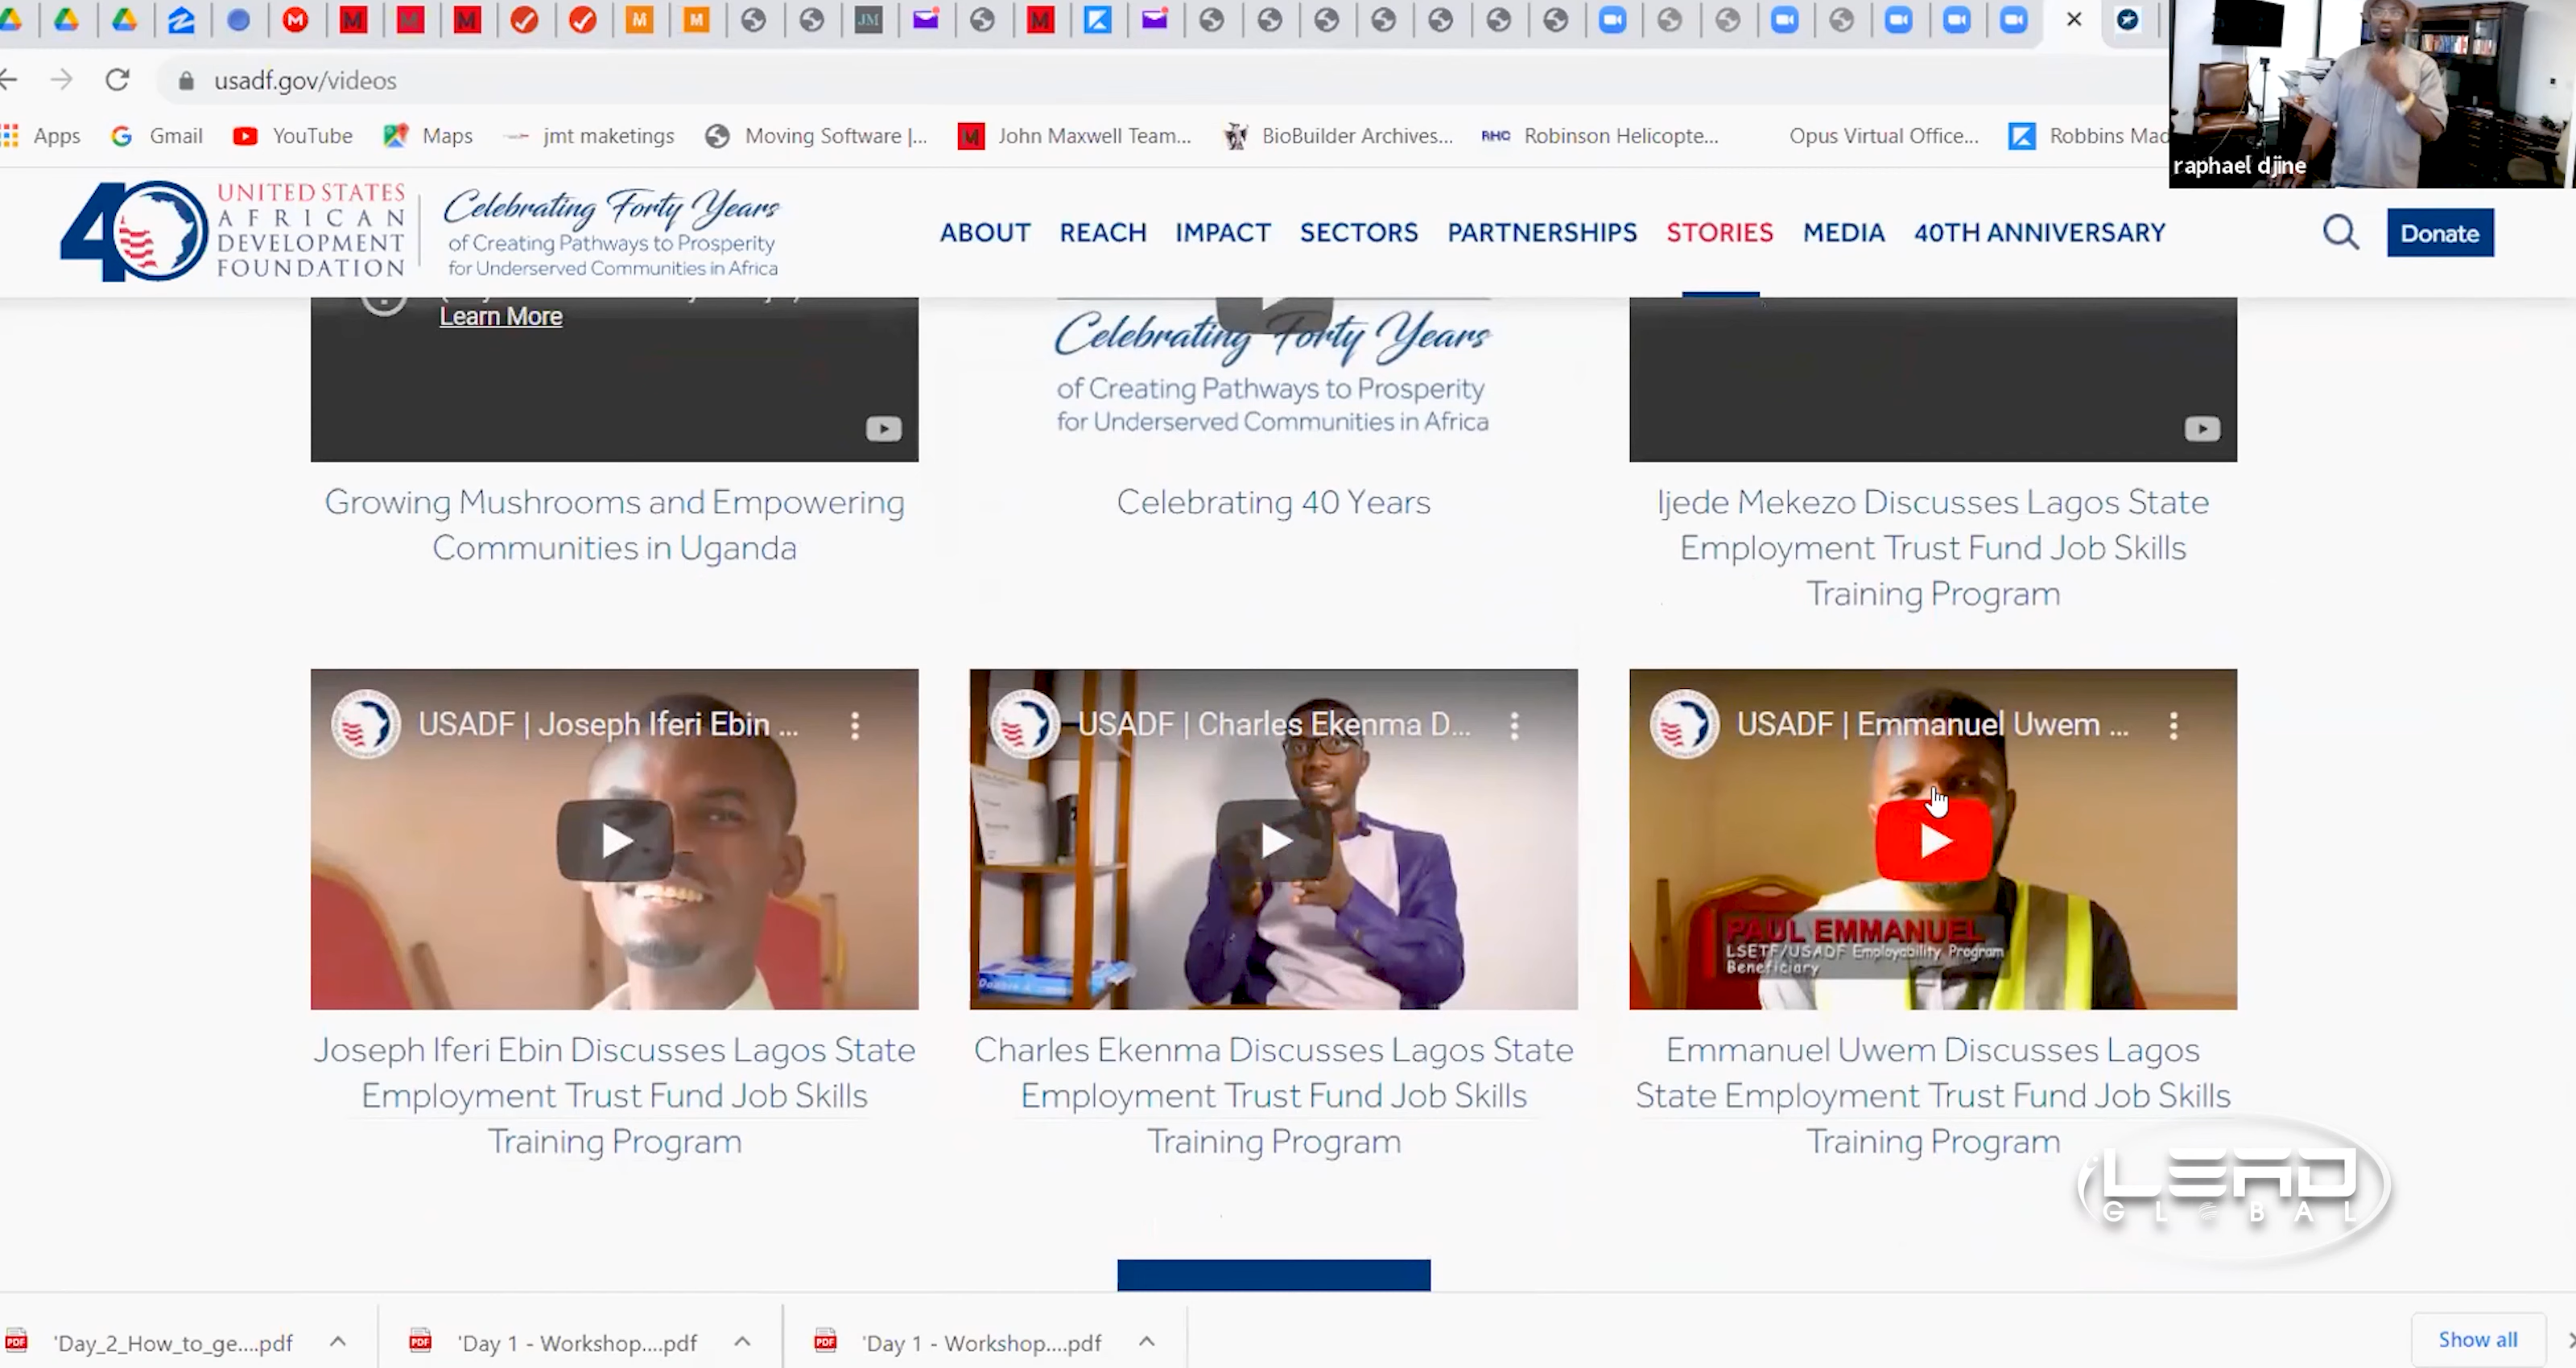 usadf.gov/videos
Apps
Gmail
YouTube
Maps
jmt maketings
Moving Software |...
John Maxwell Team...
BioBuilder Archives...
RHC Robinson Helicopte...
Opus Virtual Office...
Robbins Mad
raphael djine
40
UNITED STATES
AFRICAN
DEVELOPMENT
FOUNDATION
Celebrating Forty Years
of Creating Pathways to Prosperity
for Underserved Communities in Africa
ABOUT REACH IMPACT SECTORS PARTNERSHIPS STORIES MEDIA 40TH ANNIVERSARY
Donate
Learn More
Celebrating Forty Years
of Creating Pathways to Prosperity
for Underserved Communities in Africa
Growing Mushrooms and Empowering
Communities in Uganda
Celebrating 40 Years
Ijede Mekezo Discusses Lagos State
Employment Trust Fund Job Skills
Training Program
USADF | Joseph Iferi Ebin ...
USADF | Charles Ekenma D...
USADF | Emmanuel Uwem ...
PAUL EMMANUEL
LSETF/USADF Employability Program
Beneficiary
Joseph Iferi Ebin Discusses Lagos State
Employment Trust Fund Job Skills
Training Program
Charles Ekenma Discusses Lagos State
Employment Trust Fund Job Skills
Training Program
Emmanuel Uwem Discusses Lagos
State Employment Trust Fund Job Skills
Training Program
iLEAD
GLOBAL
'Day_2_How_to_ge....pdf
'Day 1 - Workshop....pdf
'Day 1 - Workshop....pdf
Show all